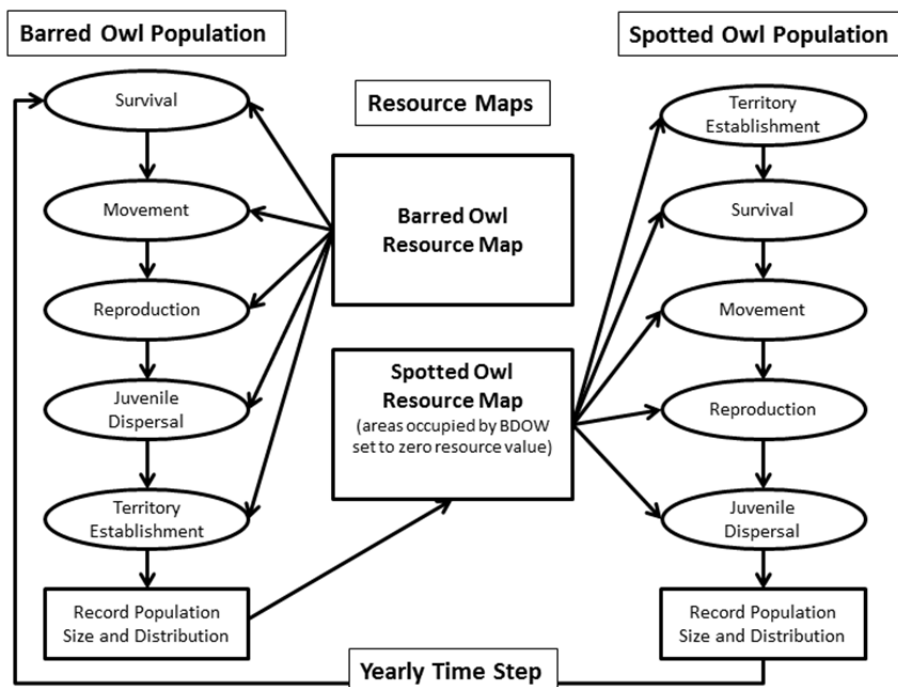 Barred Owl Population
Survival
Movement
Reproduction
Juvenile
Dispersal
Territory
Establishment
Record Population
Size and Distribution
Resource Maps
Barred Owl
Resource Map
Spotted Owl
Resource Map
(areas occupied by BDOW
set to zero resource value)
Spotted Owl Population
Territory
Establishment
Survival
Movement
Reproduction
Juvenile
Dispersal
Record Population
Size and Distribution
Yearly Time Step